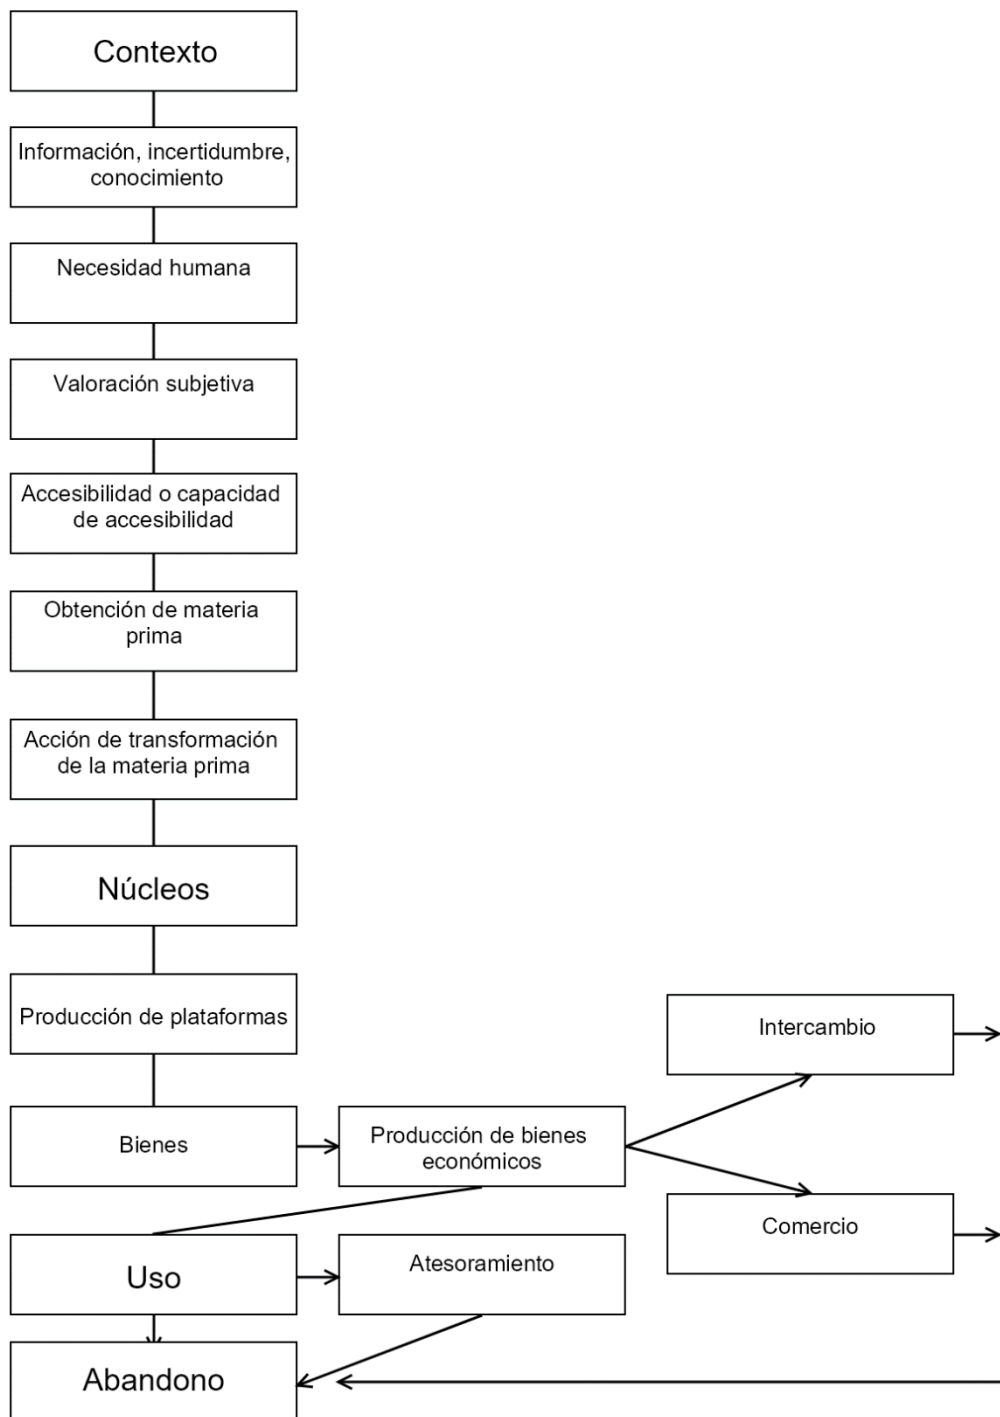 Contexto
Información, incertidumbre,
conocimiento
Necesidad humana
Valoración subjetiva
Accesibilidad o capacidad
de accesibilidad
Obtención de materia
prima
Acción de transformación
de la materia prima
Núcleos
Producción de plataformas
Bienes
Producción de bienes
económicos
Intercambio
Comercio
Uso
Atesoramiento
Abandono